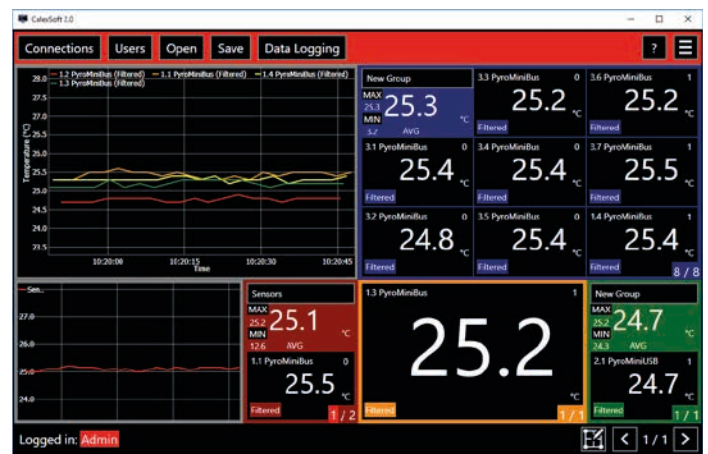 CalexSoft 2.0
Connections Users Open Save Data Logging ?
1.2 PyroMiniBus (Filtered) 1.1 PyroMiniBus (Filtered) 1.4 PyroMiniBus (Filtered)
1.3 PyroMiniBus (Filtered)
28.0
27.5
27.0
26.5
26.0
25.5
25.0
24.5
24.0
23.5
Temperature (°C)
10:20:00 10:20:15 10:20:30 10:20:45
Time
New Group
MAX
25.3
MIN
25.3 °C
AVG
3.3 PyroMiniBus 0
25.2 °C
Filtered
3.6 PyroMiniBus 1
25.2 °C
Filtered
3.1 PyroMiniBus 0
25.4 °C
Filtered
3.4 PyroMiniBus 0
25.4 °C
Filtered
3.7 PyroMiniBus 1
25.5 °C
Filtered
3.2 PyroMiniBus 0
24.8 °C
Filtered
3.5 PyroMiniBus 0
25.4 °C
Filtered
1.4 PyroMiniBus 1
25.4 °C
Filtered
8 / 8
Sen..
27.0
26.0
25.0
24.0
Sensors
MAX
25.2
MIN
12.6
25.1 °C
AVG
1.1 PyroMiniBus 0
25.5 °C
Filtered
1 / 2
1.3 PyroMiniBus 1
25.2 °C
Filtered
1 / 1
New Group
MAX
25.2
MIN
24.3
24.7 °C
AVG
2.1 PyroMiniUSB 1
24.7 °C
Filtered
1 / 1
Logged in: Admin
< 1 / 1 >